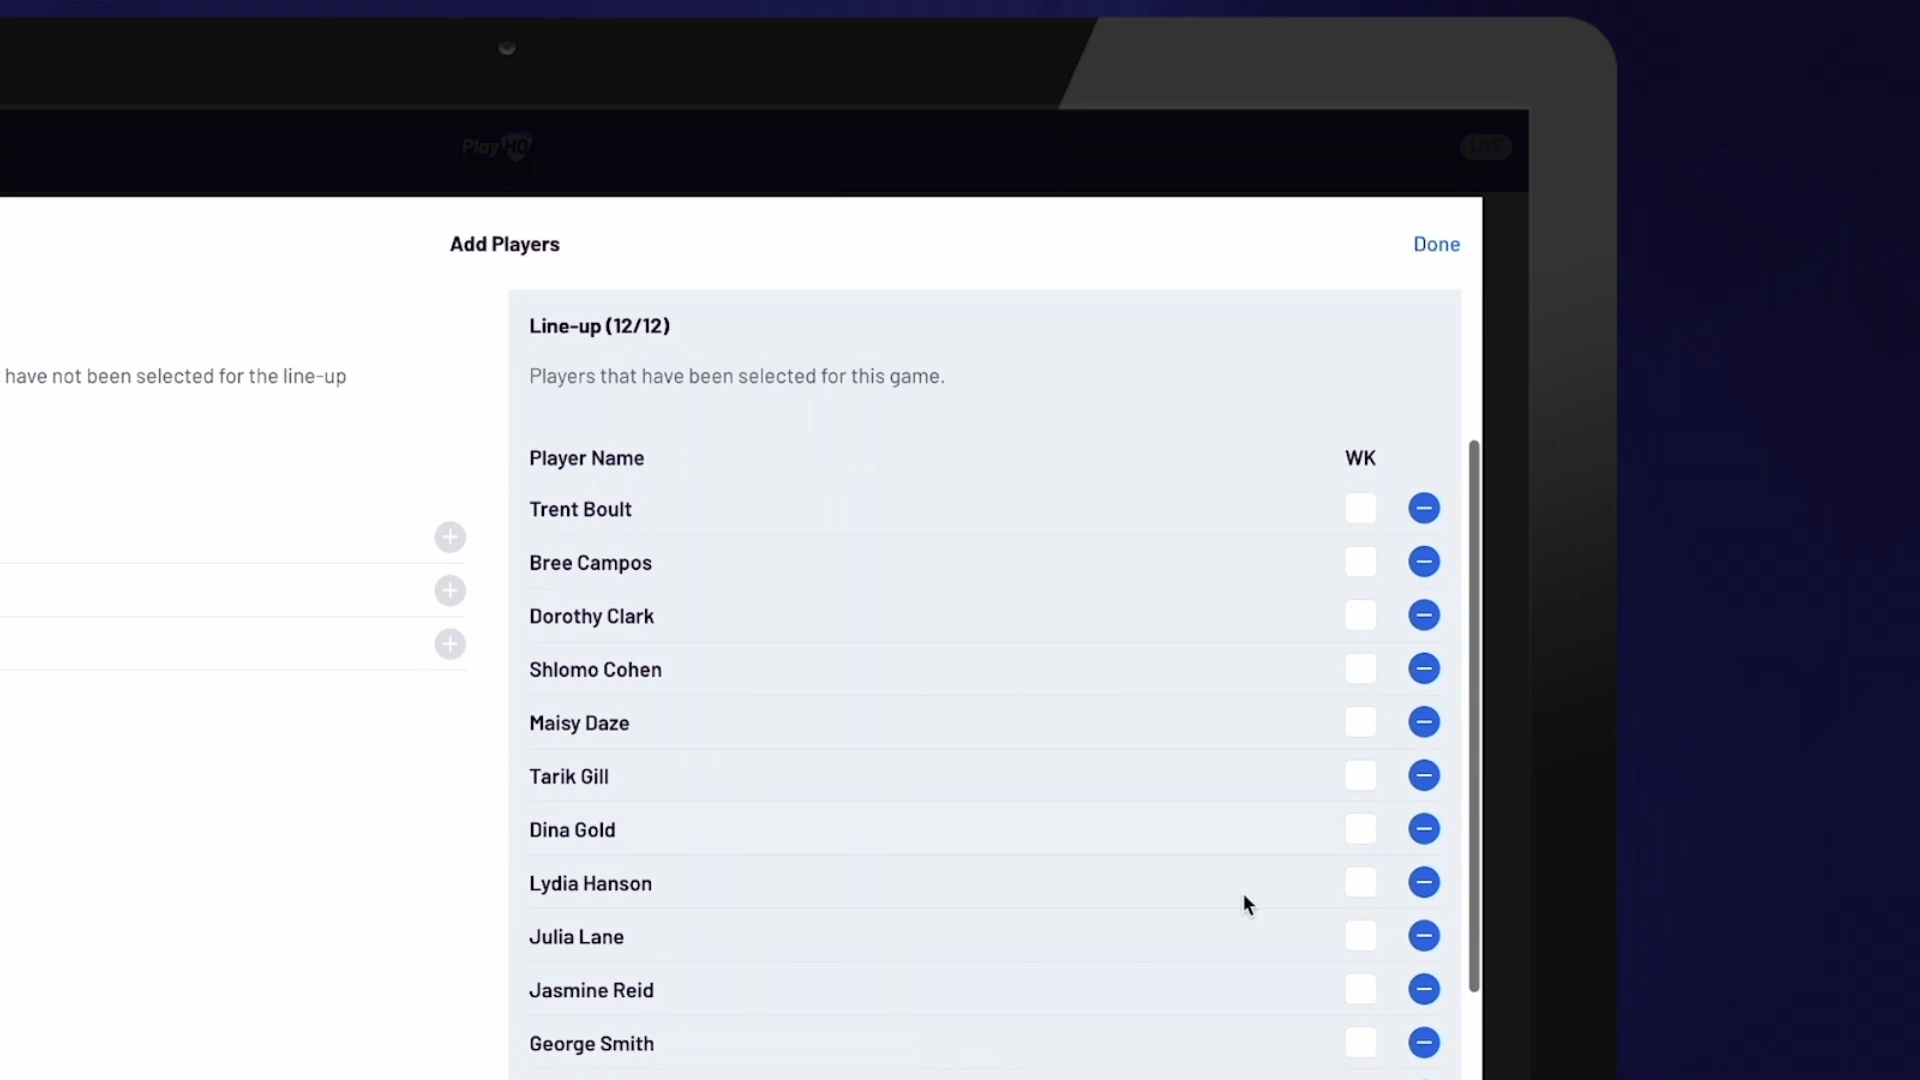 PlayHQ
LIVE
Add Players
Done
Line-up (12/12)
have not been selected for the line-up
Players that have been selected for this game.
Player Name
WK
Trent Boult
Bree Campos
Dorothy Clark
Shlomo Cohen
Maisy Daze
Tarik Gill
Dina Gold
Lydia Hanson
Julia Lane
Jasmine Reid
George Smith